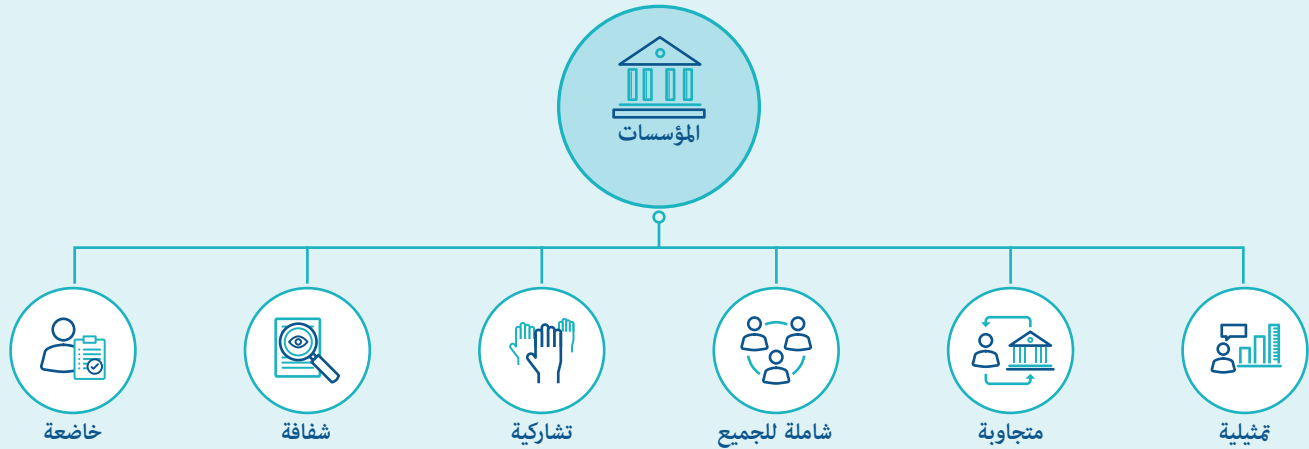 المؤسسات
تمثيلية
متجاوبة
شاملة للجميع
تشاركية
شفافة
خاضعة